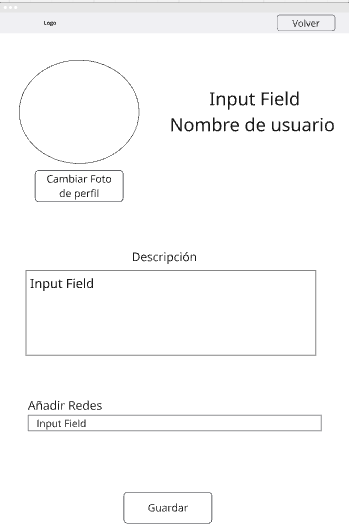 Logo
Volver
Input Field
Nombre de usuario
Cambiar Foto
de perfil
Descripción
Input Field
Añadir Redes
Input Field
Guardar